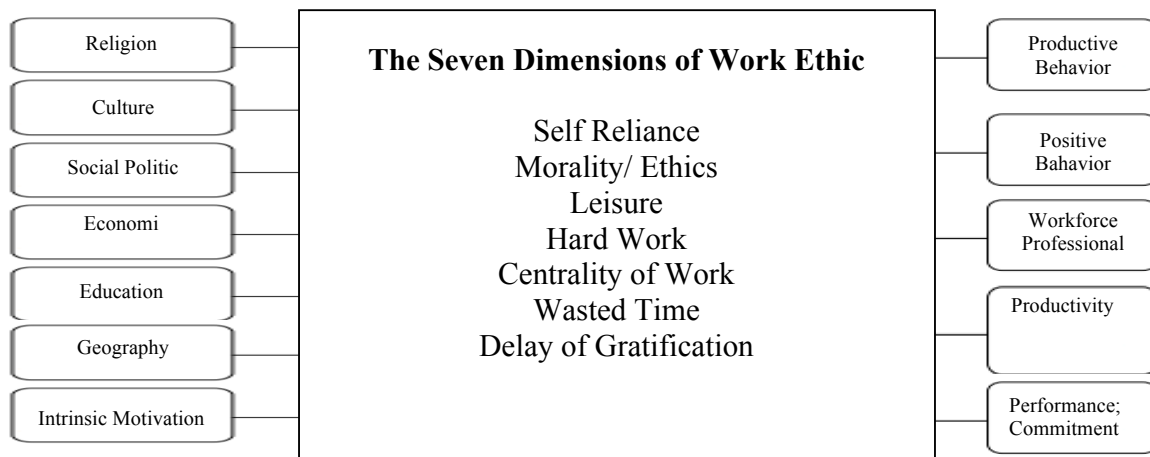 Religion
Culture
Social Politic
Economi
Education
Geography
Intrinsic Motivation
The Seven Dimensions of Work Ethic
Self Reliance
Morality/ Ethics
Leisure
Hard Work
Centrality of Work
Wasted Time
Delay of Gratification
Productive
Behavior
Positive
Bahavior
Workforce
Professional
Productivity
Performance;
Commitment